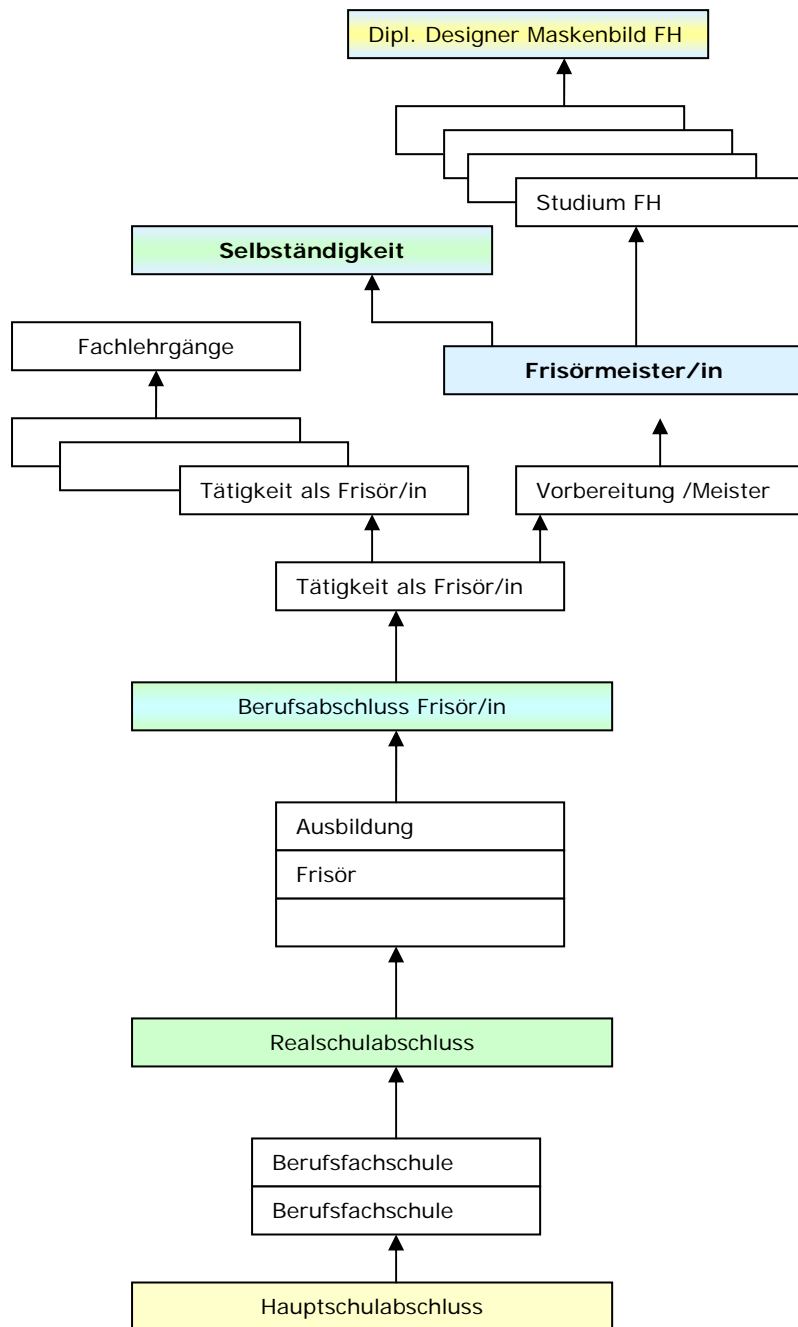 Dipl. Designer Maskenbild FH
Studium FH
Selbständigkeit
Fachlehrgänge
Frisörmeister/in
Tätigkeit als Frisör/in
Vorbereitung /Meister
Tätigkeit als Frisör/in
Berufsabschluss Frisör/in
Ausbildung
Frisör
Realschulabschluss
Berufsfachschule
Berufsfachschule
Hauptschulabschluss